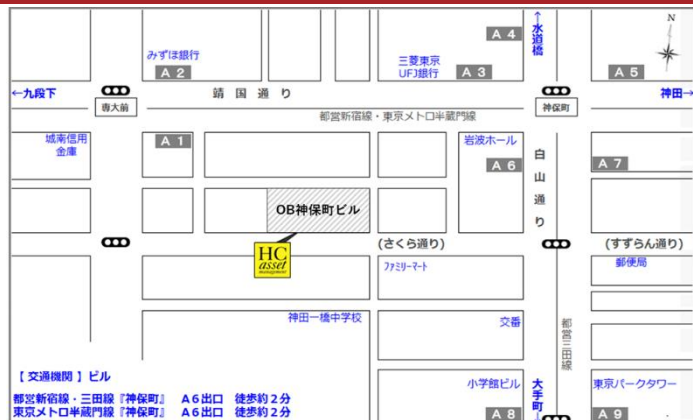 N
A 4
↑水道橋
みずほ銀行
A 2
三菱東京
UFJ銀行
A 3
A 5
←九段下
専大前
靖国通り
神保町
神田→
都営新宿線・東京メトロ半蔵門線
城南信用
金庫
A 1
岩波ホール
A 6
白山通り
A 7
OB神保町ビル
HC
asset
management
(さくら通り)
(すずらん通り)
ファミリーマート
郵便局
神田一橋中学校
交番
都営三田線
【 交通機関 】ビル
小学館ビル
大手町
東京パークタワー
都営新宿線・三田線『神保町』 A6出口 徒歩約2分
東京メトロ半蔵門線『神保町』 A6出口 徒歩約2分
A 8
A 9